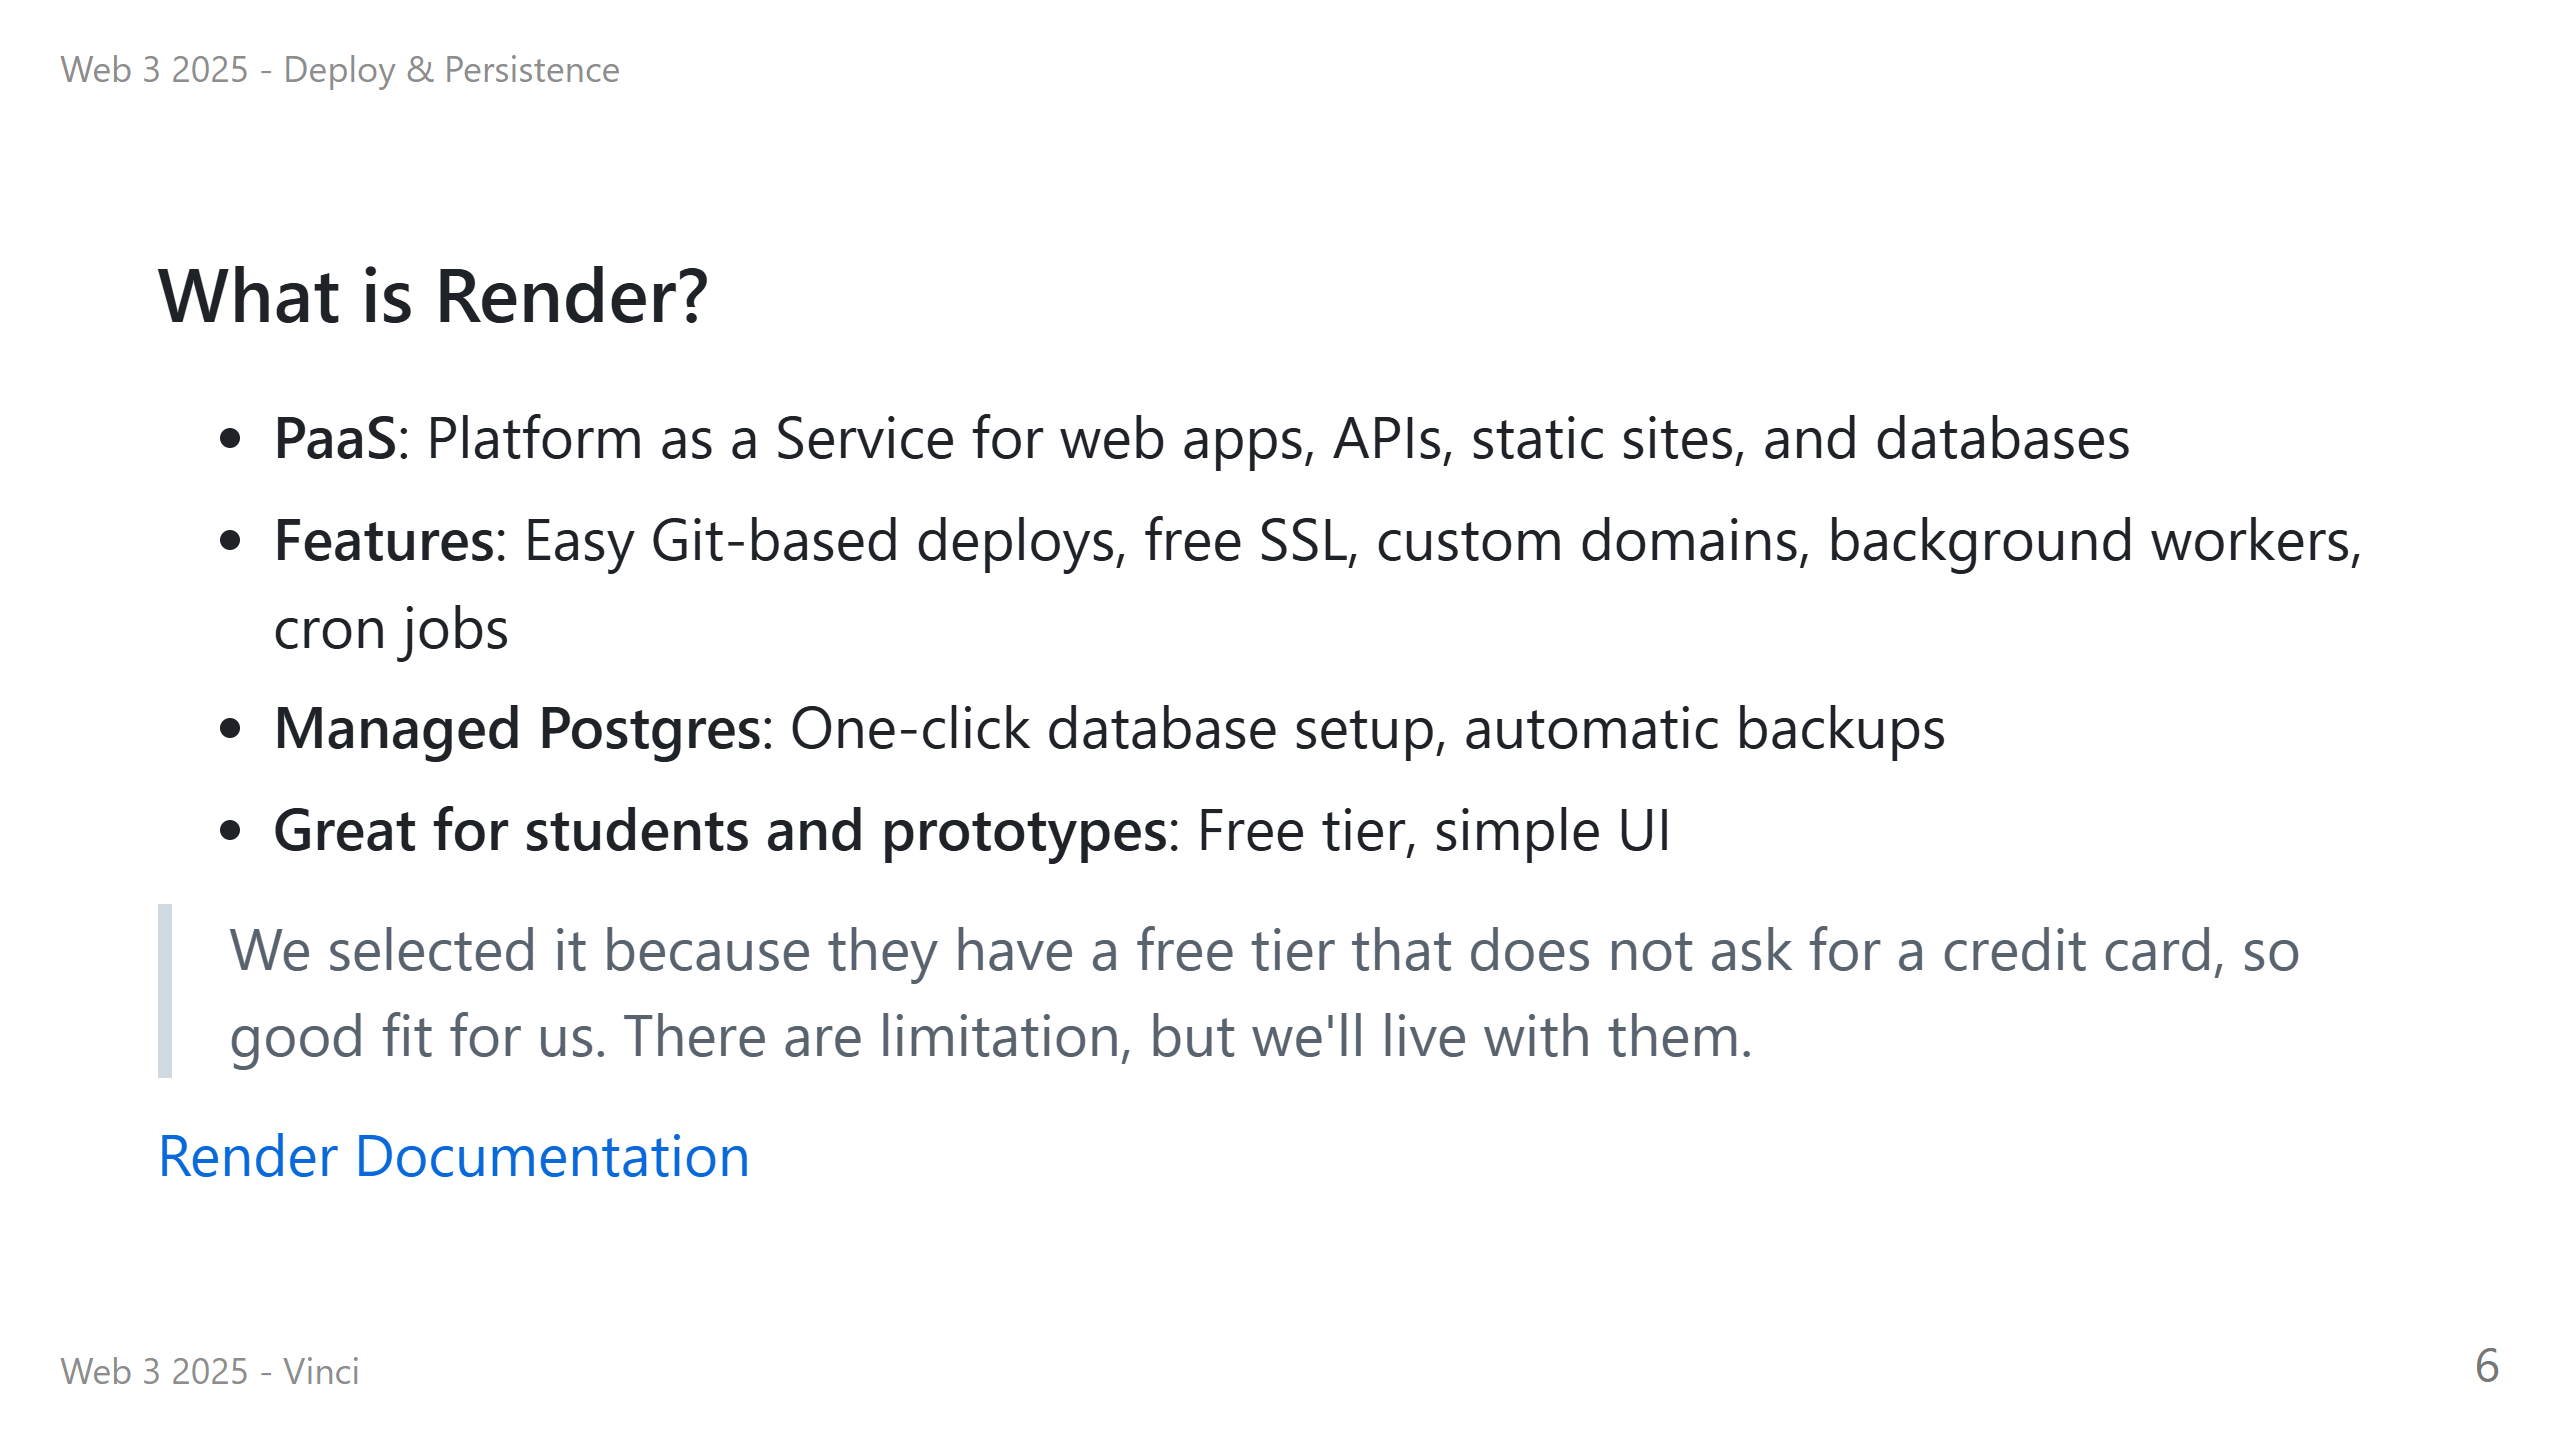 Web 3 2025 - Deploy & Persistence
What is Render?
• PaaS: Platform as a Service for web apps, APIs, static sites, and databases
• Features: Easy Git-based deploys, free SSL, custom domains, background workers,
cron jobs
• Managed Postgres: One-click database setup, automatic backups
• Great for students and prototypes: Free tier, simple UI
We selected it because they have a free tier that does not ask for a credit card, so
good fit for us. There are limitation, but we'll live with them.
Render Documentation
Web 3 2025 - Vinci
6